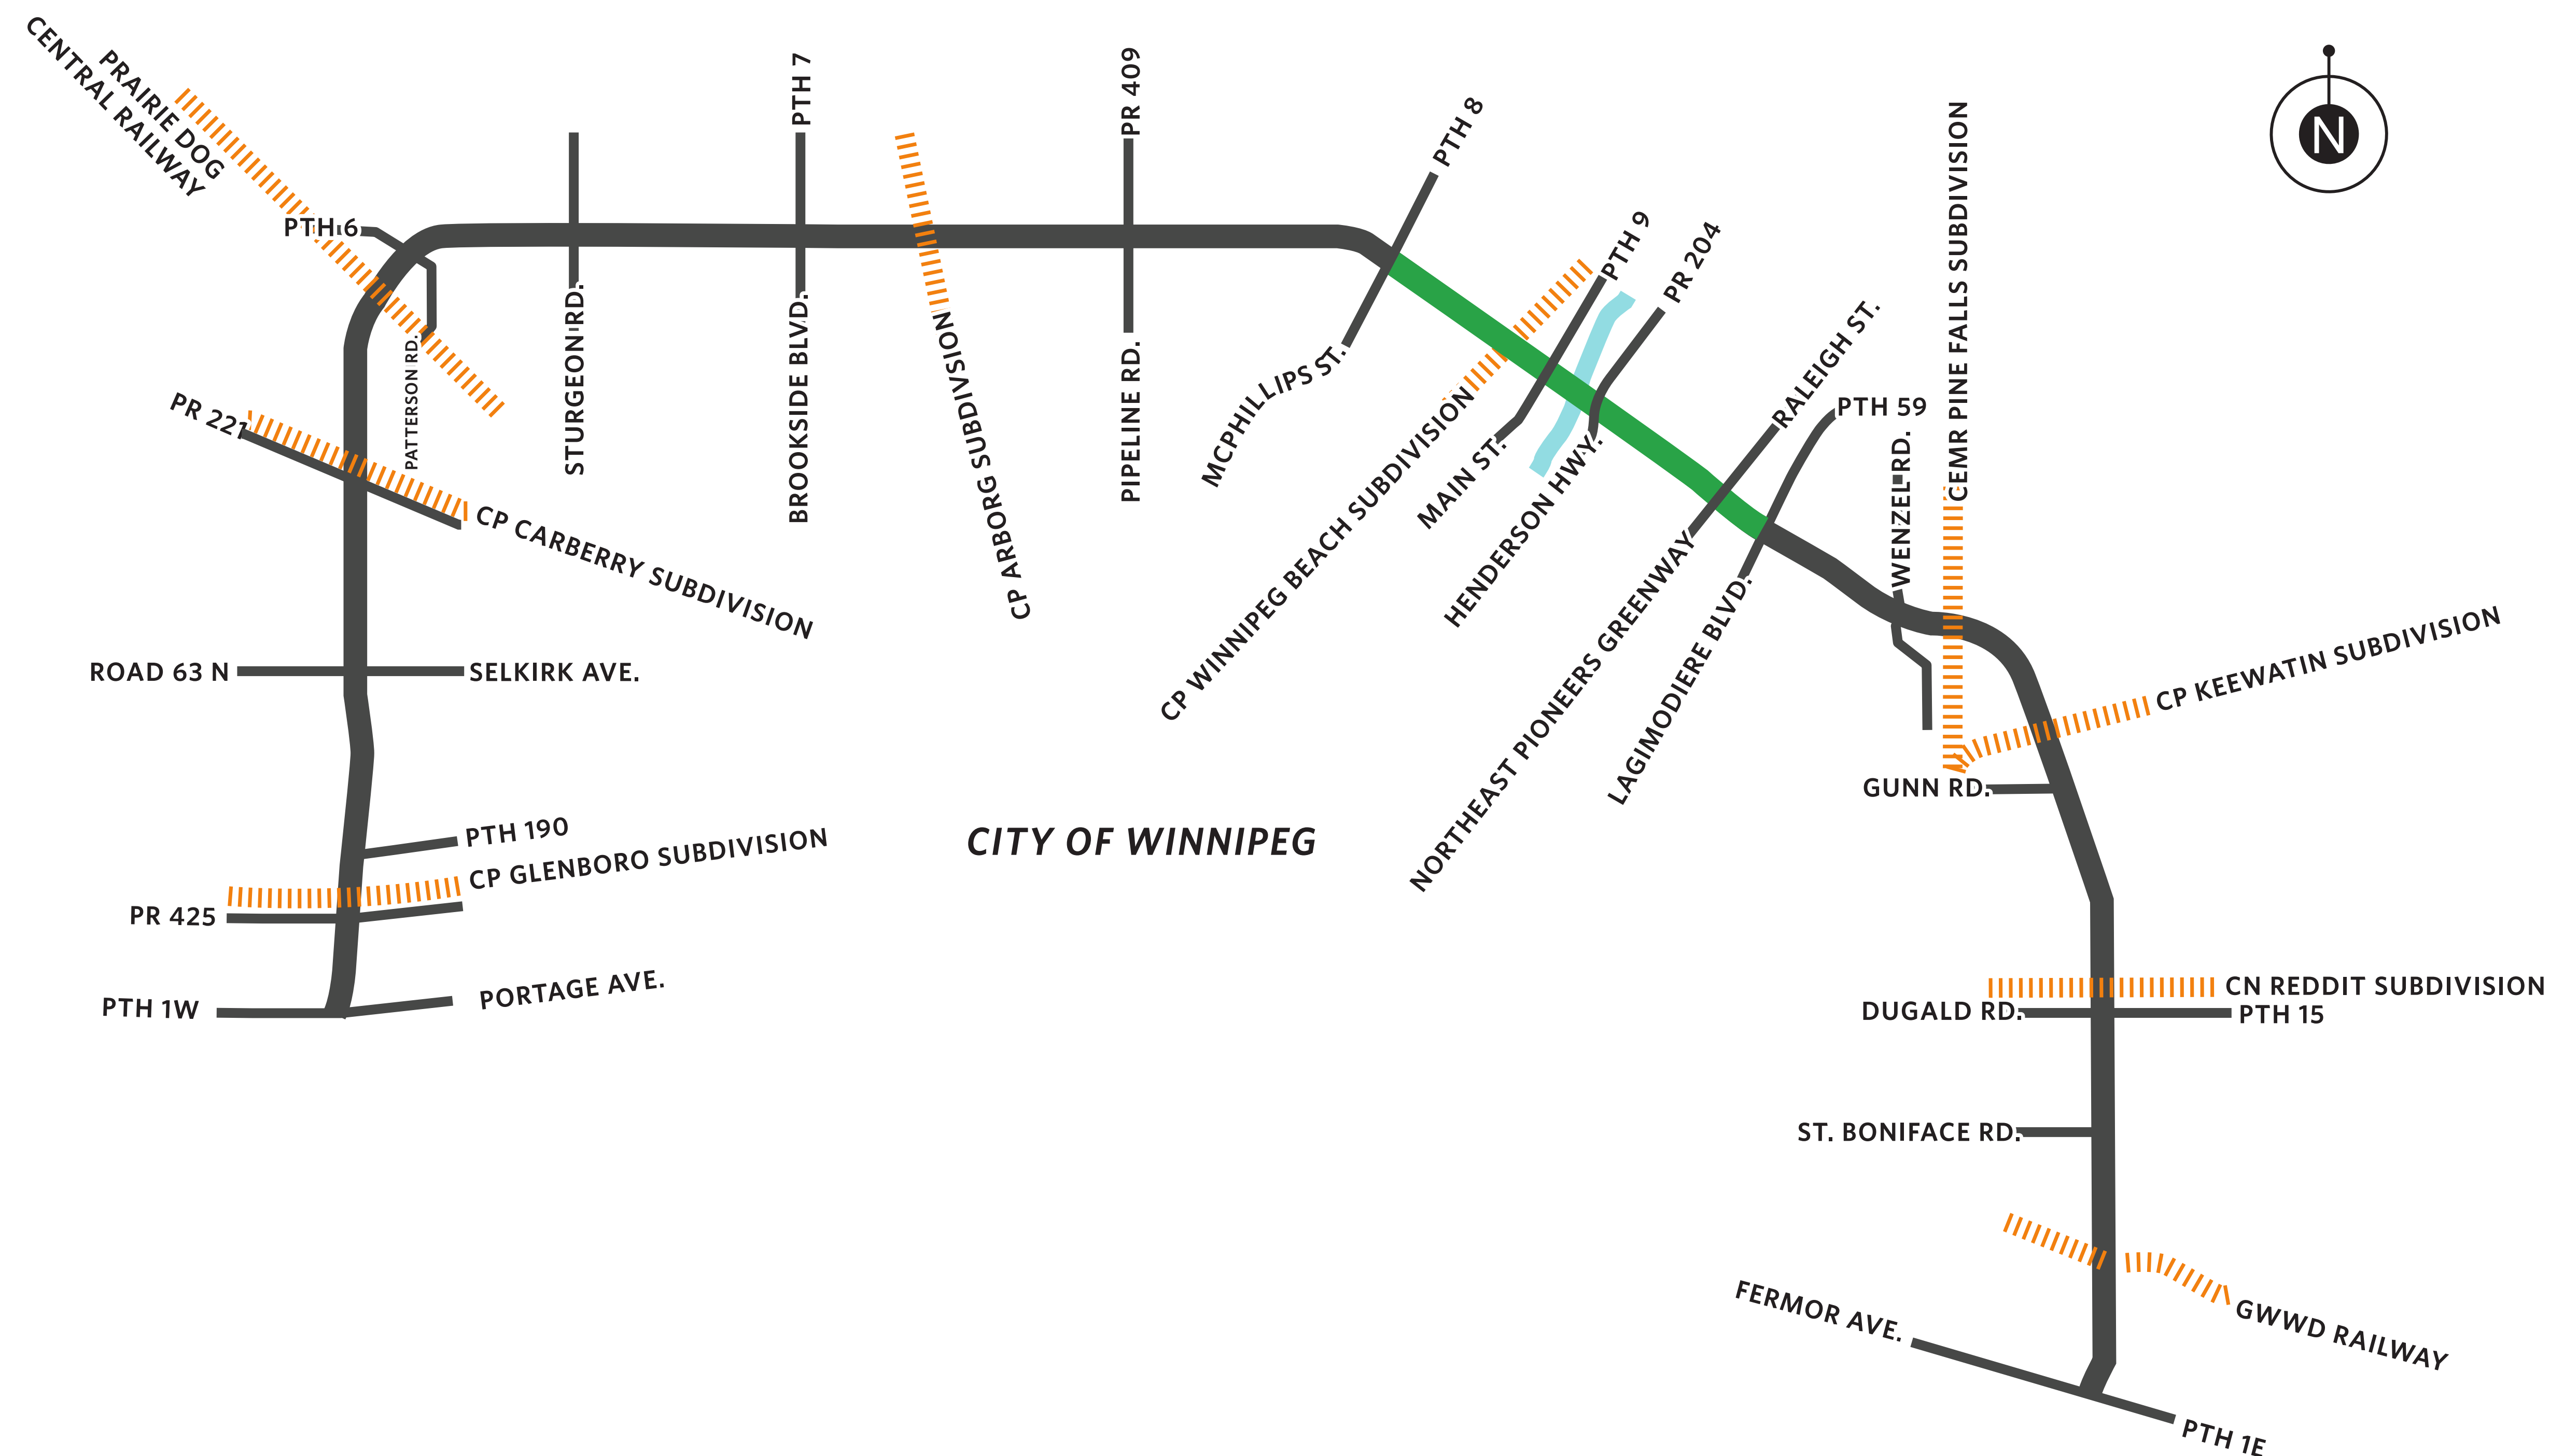 CENTRAL RAILWAY
PRAIRIE DOG
PTH 6
PATTERSON RD.
STURGEON RD.
PTH 7
BROOKSIDE BLVD.
CP ARBORG SUBDIVISION
PR 409
PIPELINE RD.
PTH 8
MCPHILLIPS ST.
CP WINNIPEG BEACH SUBDIVISION
PTH 9
MAIN ST.
PR 204
HENDERSON HWY.
RALEIGH ST.
NORTHEAST PIONEERS GREENWAY
PTH 59
LAGIMODIERE BLVD.
WENZEL RD.
CEMR PINE FALLS SUBDIVISION
N
PR 221
CP CARBERRY SUBDIVISION
ROAD 63 N
SELKIRK AVE.
CP KEEWATIN SUBDIVISION
GUNN RD.
PTH 190
CP GLENBORO SUBDIVISION
CITY OF WINNIPEG
PR 425
PTH 1W
PORTAGE AVE.
CN REDDIT SUBDIVISION
DUGALD RD.
PTH 15
ST. BONIFACE RD.
GWWD RAILWAY
FERMOR AVE.
PTH 1E